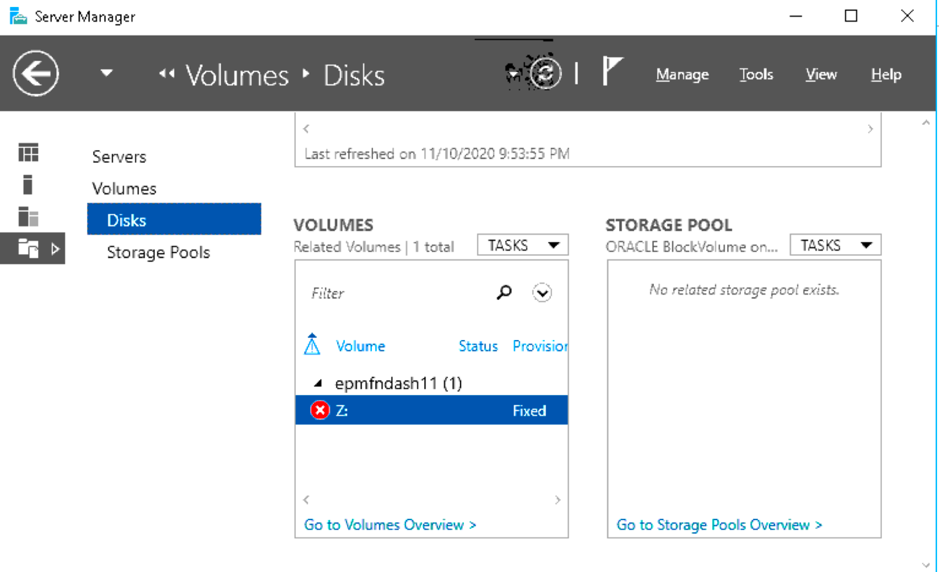 Server Manager
Volumes Disks
Manage Tools View Help
Servers
Volumes
Disks
Storage Pools
Last refreshed on 11/10/2020 9:53:55 PM
VOLUMES
Related Volumes | 1 total
TASKS
Filter
Volume Status Provision
epmfndash11 (1)
Z: Fixed
Go to Volumes Overview >
STORAGE POOL
ORACLE BlockVolume on...
TASKS
No related storage pool exists.
Go to Storage Pools Overview >